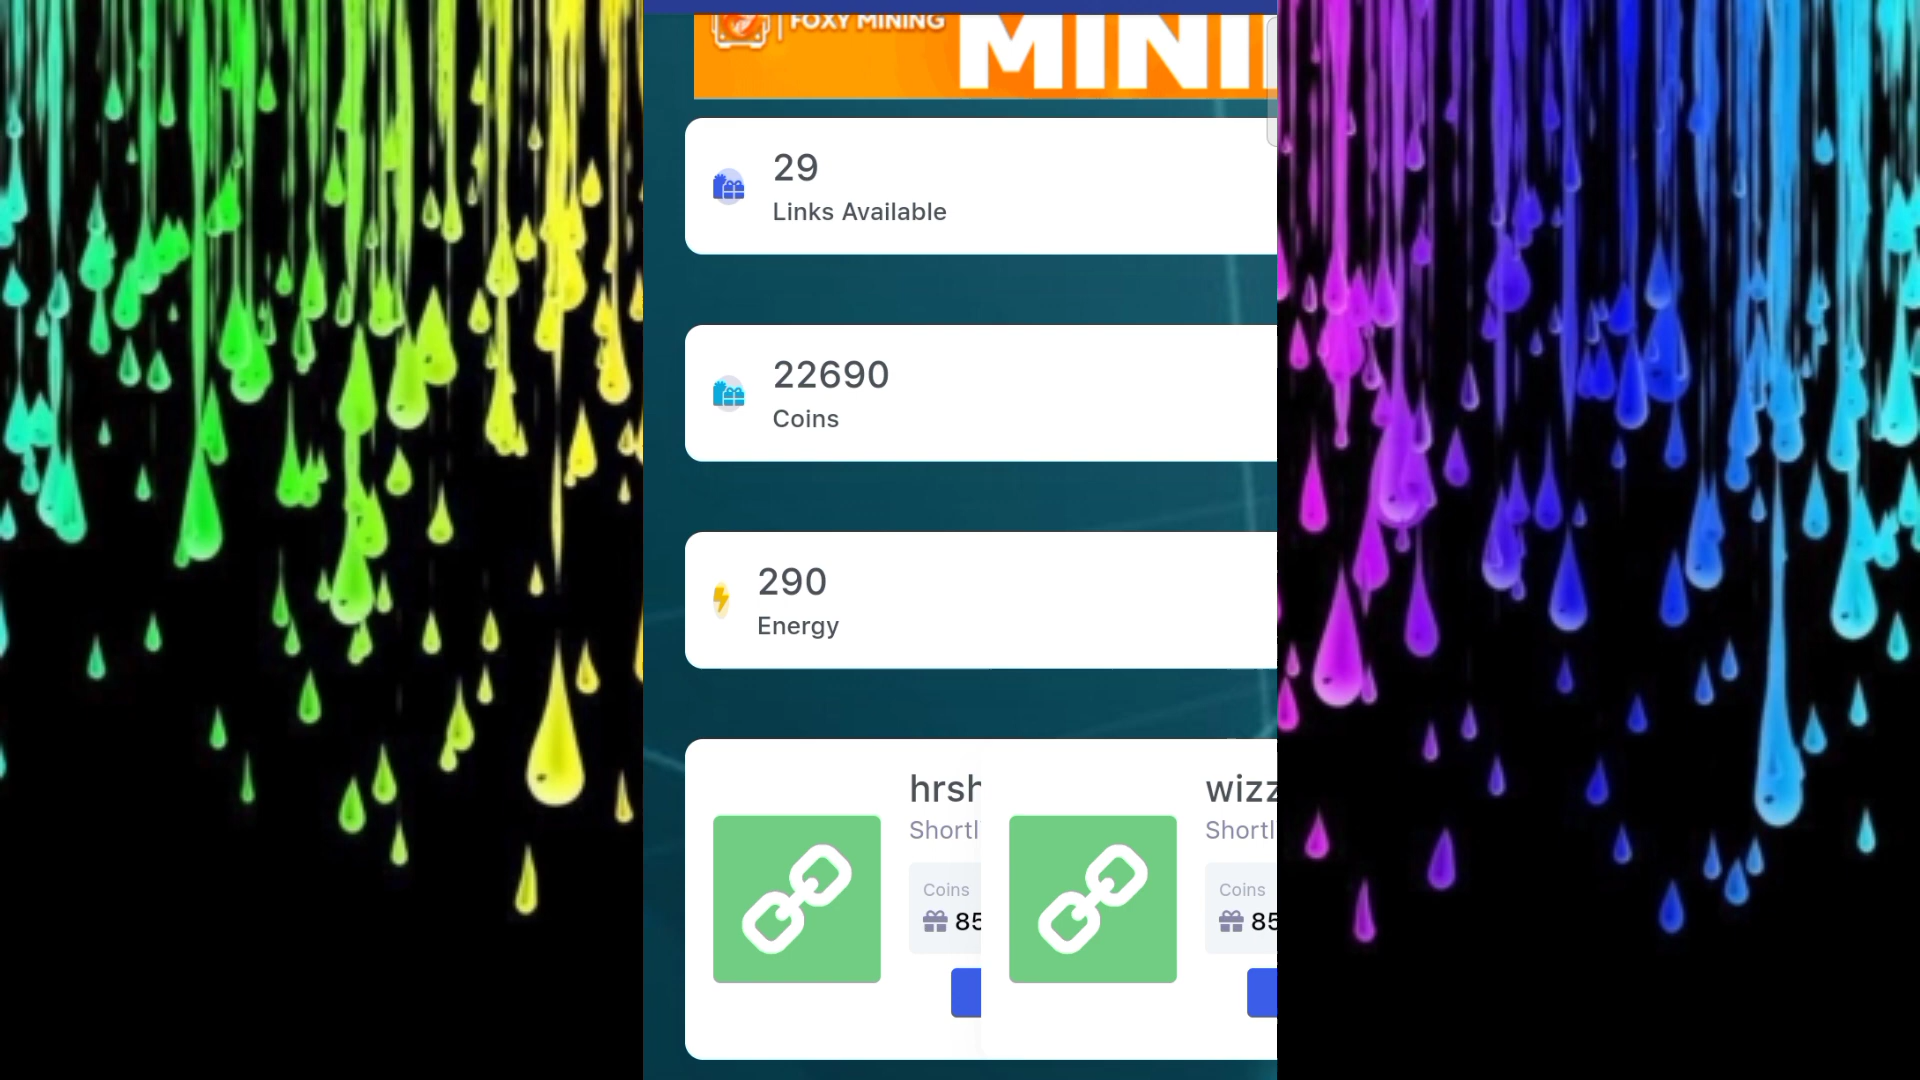 FOXY MINING
MINI
29
Links Available
22690
Coins
290
Energy
hrsh
Shortl
Coins
85
wizz
Shortl
Coins
85